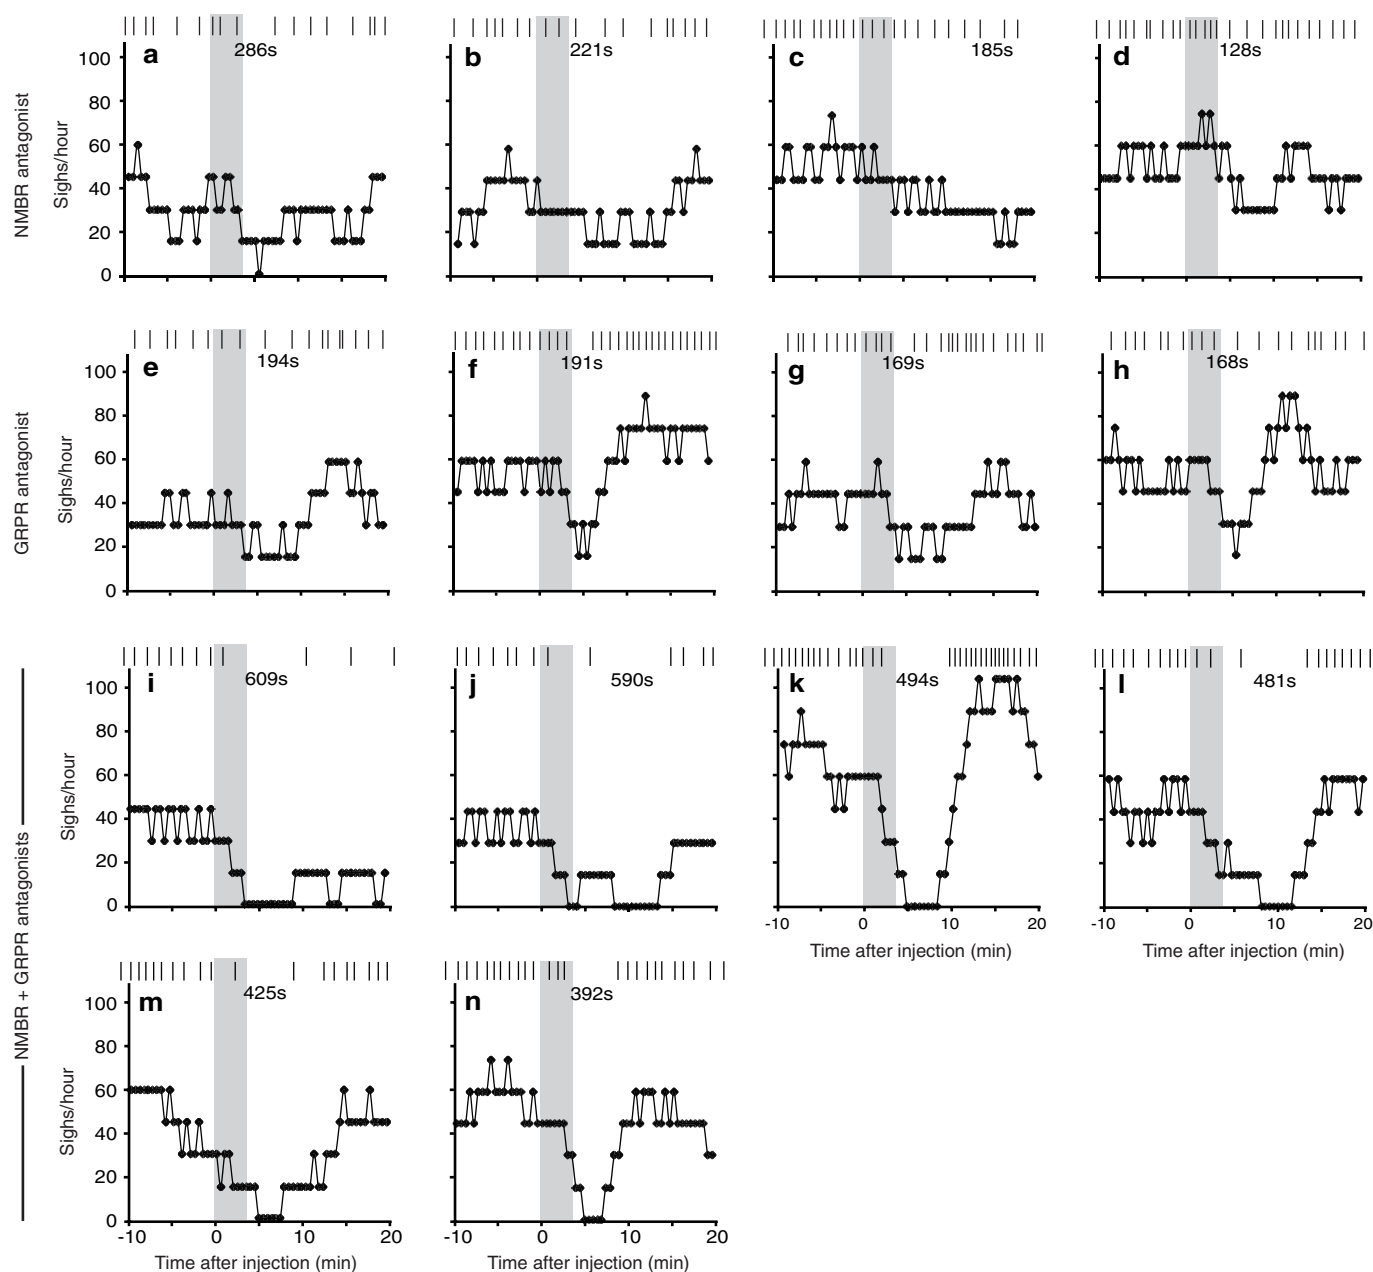 a
286s
b
221s
c
185s
d
128s
NMBR antagonist
Sighs/hour
100
80
60
40
20
0
e
194s
f
191s
g
169s
h
168s
GRPR antagonist
Sighs/hour
100
80
60
40
20
0
i
609s
j
590s
k
494s
l
481s
NMBR + GRPR antagonists
Sighs/hour
100
80
60
40
20
0
-10 0 10 20
Time after injection (min)
-10 0 10 20
Time after injection (min)
m
425s
n
392s
Sighs/hour
100
80
60
40
20
0
-10 0 10 20
Time after injection (min)
-10 0 10 20
Time after injection (min)